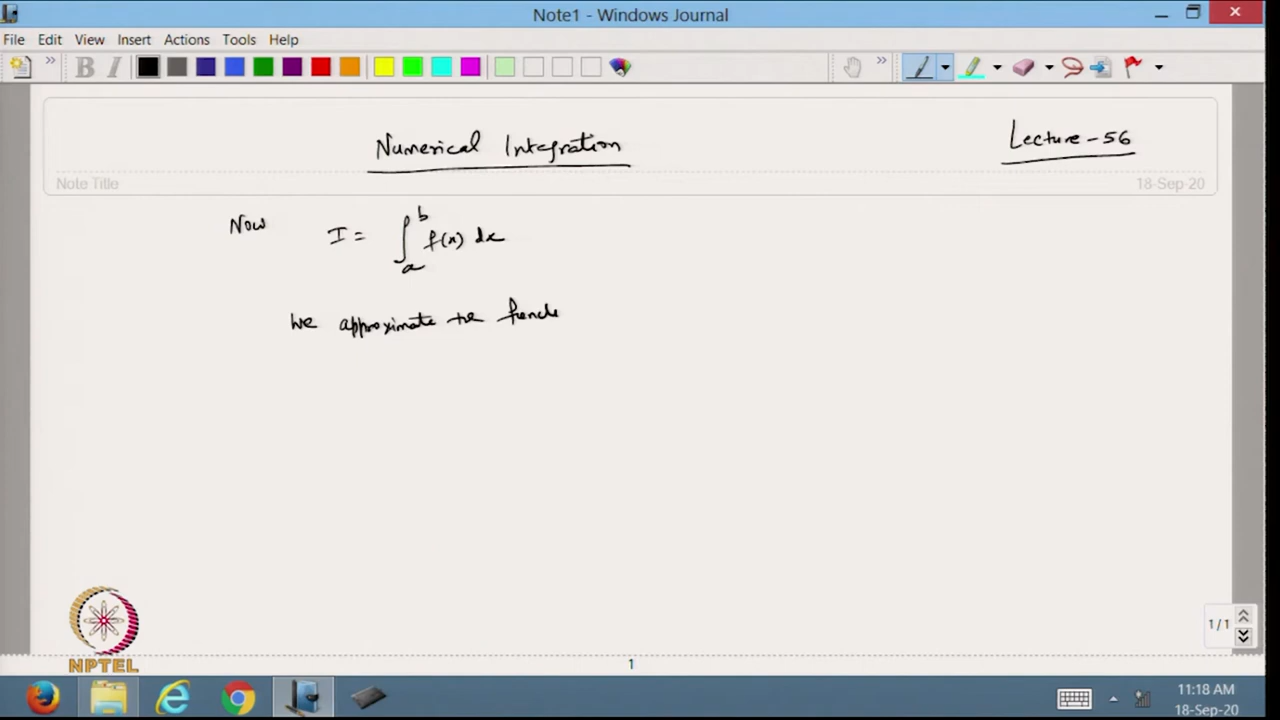 Note1 - Windows Journal
File Edit View Insert Actions Tools Help
B I
Numerical Integration
Lecture-56
Note Title
18-Sep-20
Now I = ∫_a^b f(x) dx
We approximate the
1/1
NPTEL
1
11:18 AM
18-Sep-20